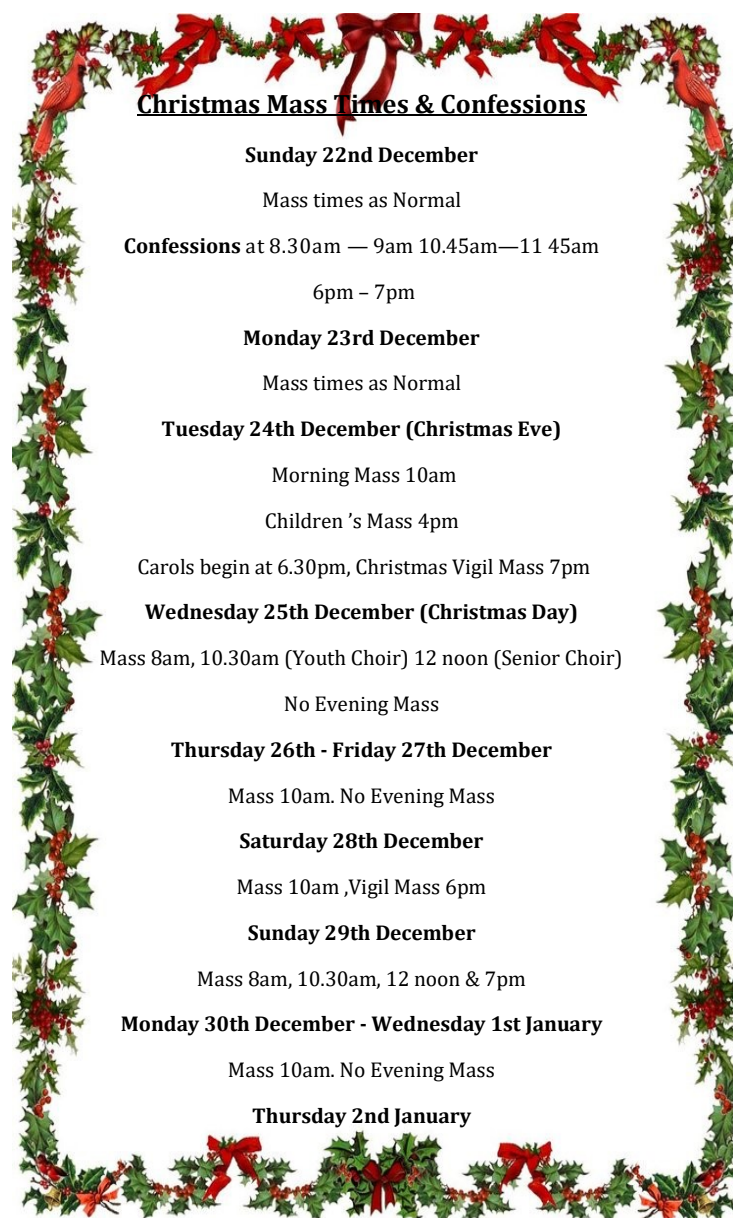 Christmas Mass Times & Confessions
Sunday 22nd December
Mass times as Normal
Confessions at 8.30am — 9am 10.45am—11 45am
6pm – 7pm
Monday 23rd December
Mass times as Normal
Tuesday 24th December (Christmas Eve)
Morning Mass 10am
Children ’s Mass 4pm
Carols begin at 6.30pm, Christmas Vigil Mass 7pm
Wednesday 25th December (Christmas Day)
Mass 8am, 10.30am (Youth Choir) 12 noon (Senior Choir)
No Evening Mass
Thursday 26th - Friday 27th December
Mass 10am. No Evening Mass
Saturday 28th December
Mass 10am ,Vigil Mass 6pm
Sunday 29th December
Mass 8am, 10.30am, 12 noon & 7pm
Monday 30th December - Wednesday 1st January
Mass 10am. No Evening Mass
Thursday 2nd January